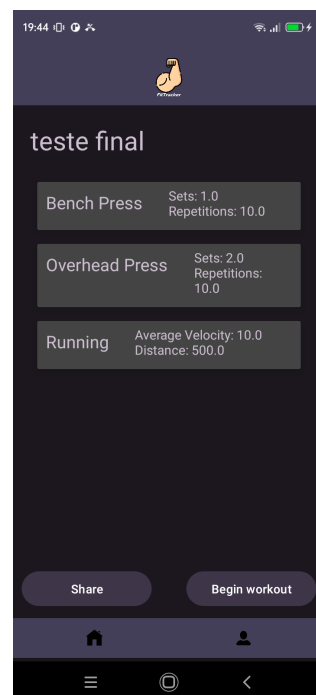 19:44
FitTracker
teste final
Bench Press
Sets: 1.0
Repetitions: 10.0
Overhead Press
Sets: 2.0
Repetitions:
10.0
Running
Average Velocity: 10.0
Distance: 500.0
Share
Begin workout